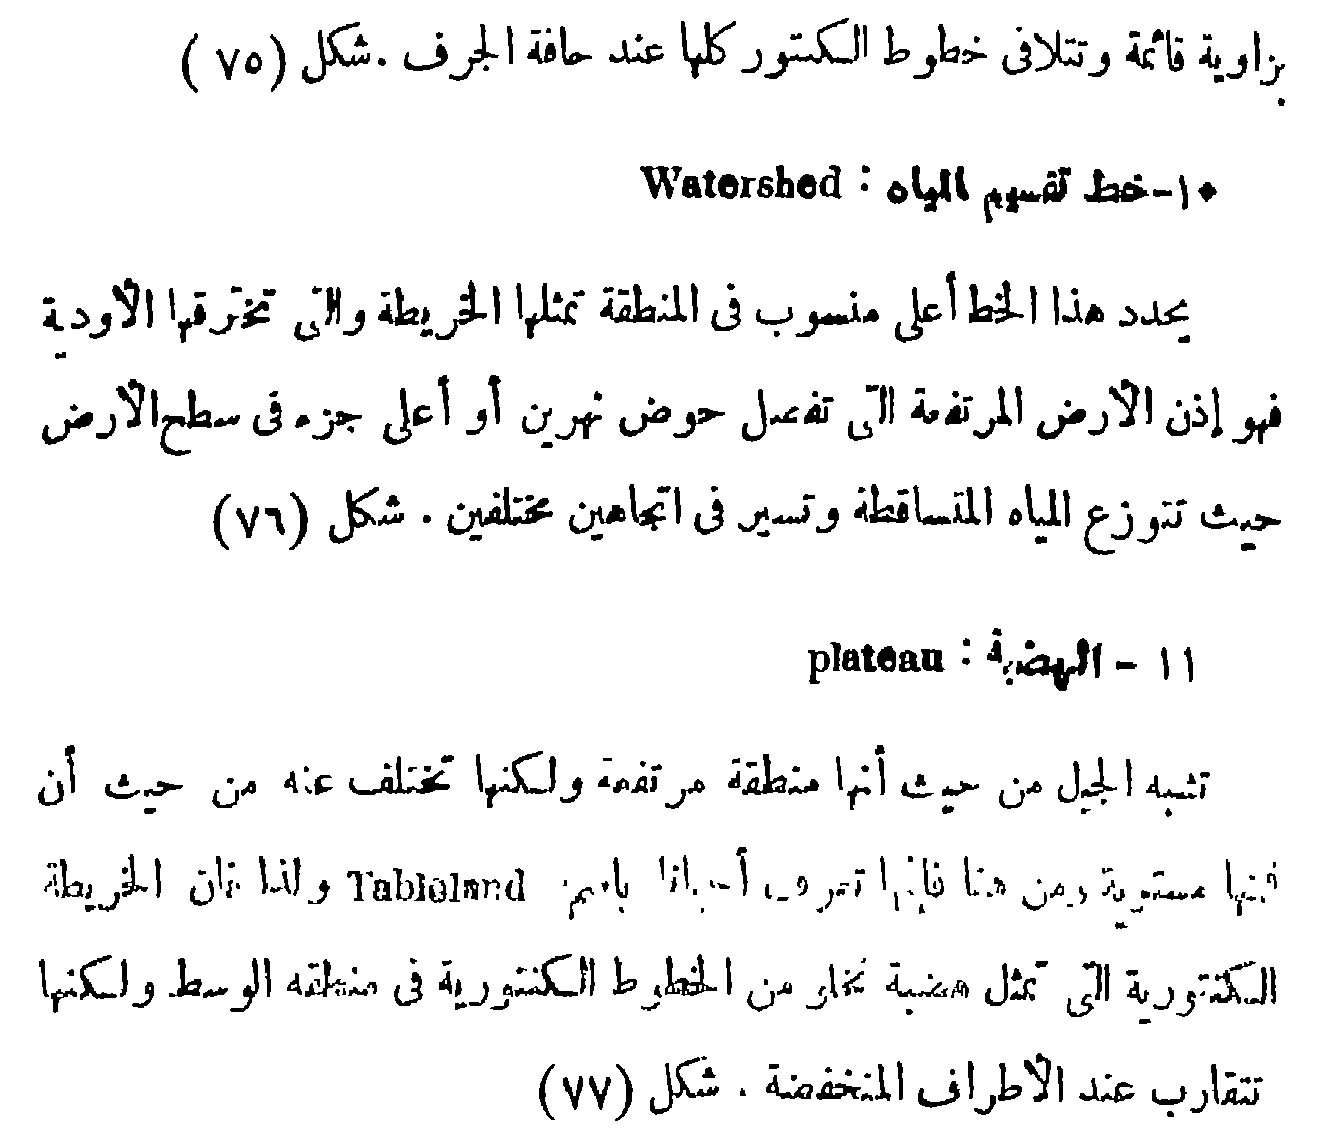 بزاوية قائمة وتتلاقى خطوط الكنتور كلها عند حافة الجرف . شكل (٧٥ )
١٠-خط تقسيم المياه : Watershed
يحدد هذا الخط أعلى منسوب فى المنطقة تمثلها الخريطة والتى تخترقها الأودية
فهو إذن الأرض المرتفعة التى تفصل حوض نهرين أو أعلى جزء فى سطح الأرض
حيث تتوزع المياه المتساقطة وتسير فى اتجاهين مختلفين . شكل (٧٦)
١١ - الهضبة : plateau
تشبه الجبل من حيث أنها منطقة مرتفعة ولكنها تختلف عنه من حيث أن
قمتها مستوية ومن هنا فإنها تعرف أحيانا باسم Tableland ولذا فان الخريطة
الكنتورية التى تمثل هضبة تخلو من الخطوط الكنتورية فى منطقه الوسط ولكنها
تتقارب عند الأطراف المنخفضة . شكل (٧٧)